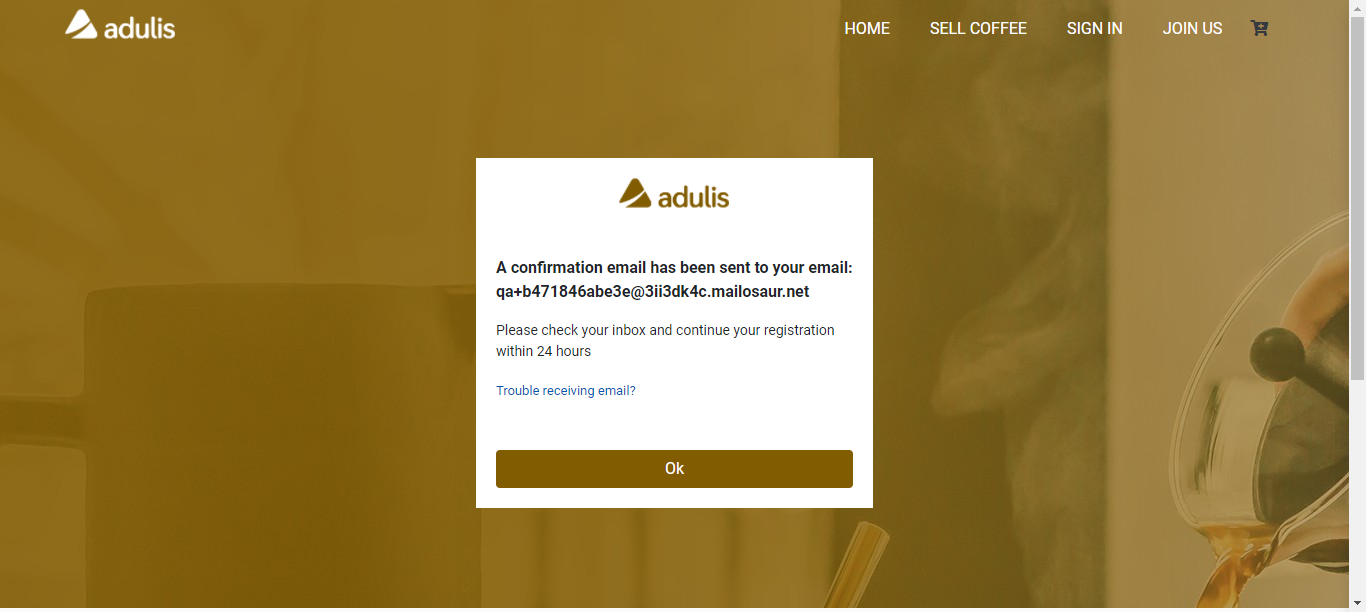 adulis
HOME SELL COFFEE SIGN IN JOIN US
adulis
A confirmation email has been sent to your email:
qa+b471846abe3e@3ii3dk4c.mailosaur.net
Please check your inbox and continue your registration
within 24 hours
Trouble receiving email?
Ok